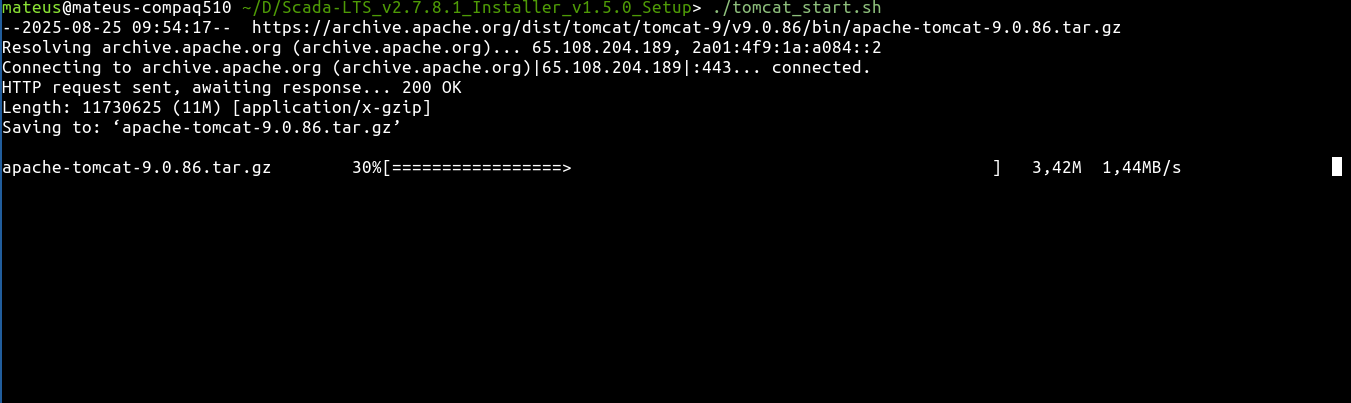 mateus@mateus-compaq510 ~/D/Scada-LTS_v2.7.8.1_Installer_v1.5.0_Setup> ./tomcat_start.sh
--2025-08-25 09:54:17--  https://archive.apache.org/dist/tomcat/tomcat-9/v9.0.86/bin/apache-tomcat-9.0.86.tar.gz
Resolving archive.apache.org (archive.apache.org)... 65.108.204.189, 2a01:4f9:1a:a084::2
Connecting to archive.apache.org (archive.apache.org)|65.108.204.189|:443... connected.
HTTP request sent, awaiting response... 200 OK
Length: 11730625 (11M) [application/x-gzip]
Saving to: ‘apache-tomcat-9.0.86.tar.gz’
apache-tomcat-9.0.86.tar.gz        30%[=================>                                          ]   3,42M  1,44MB/s